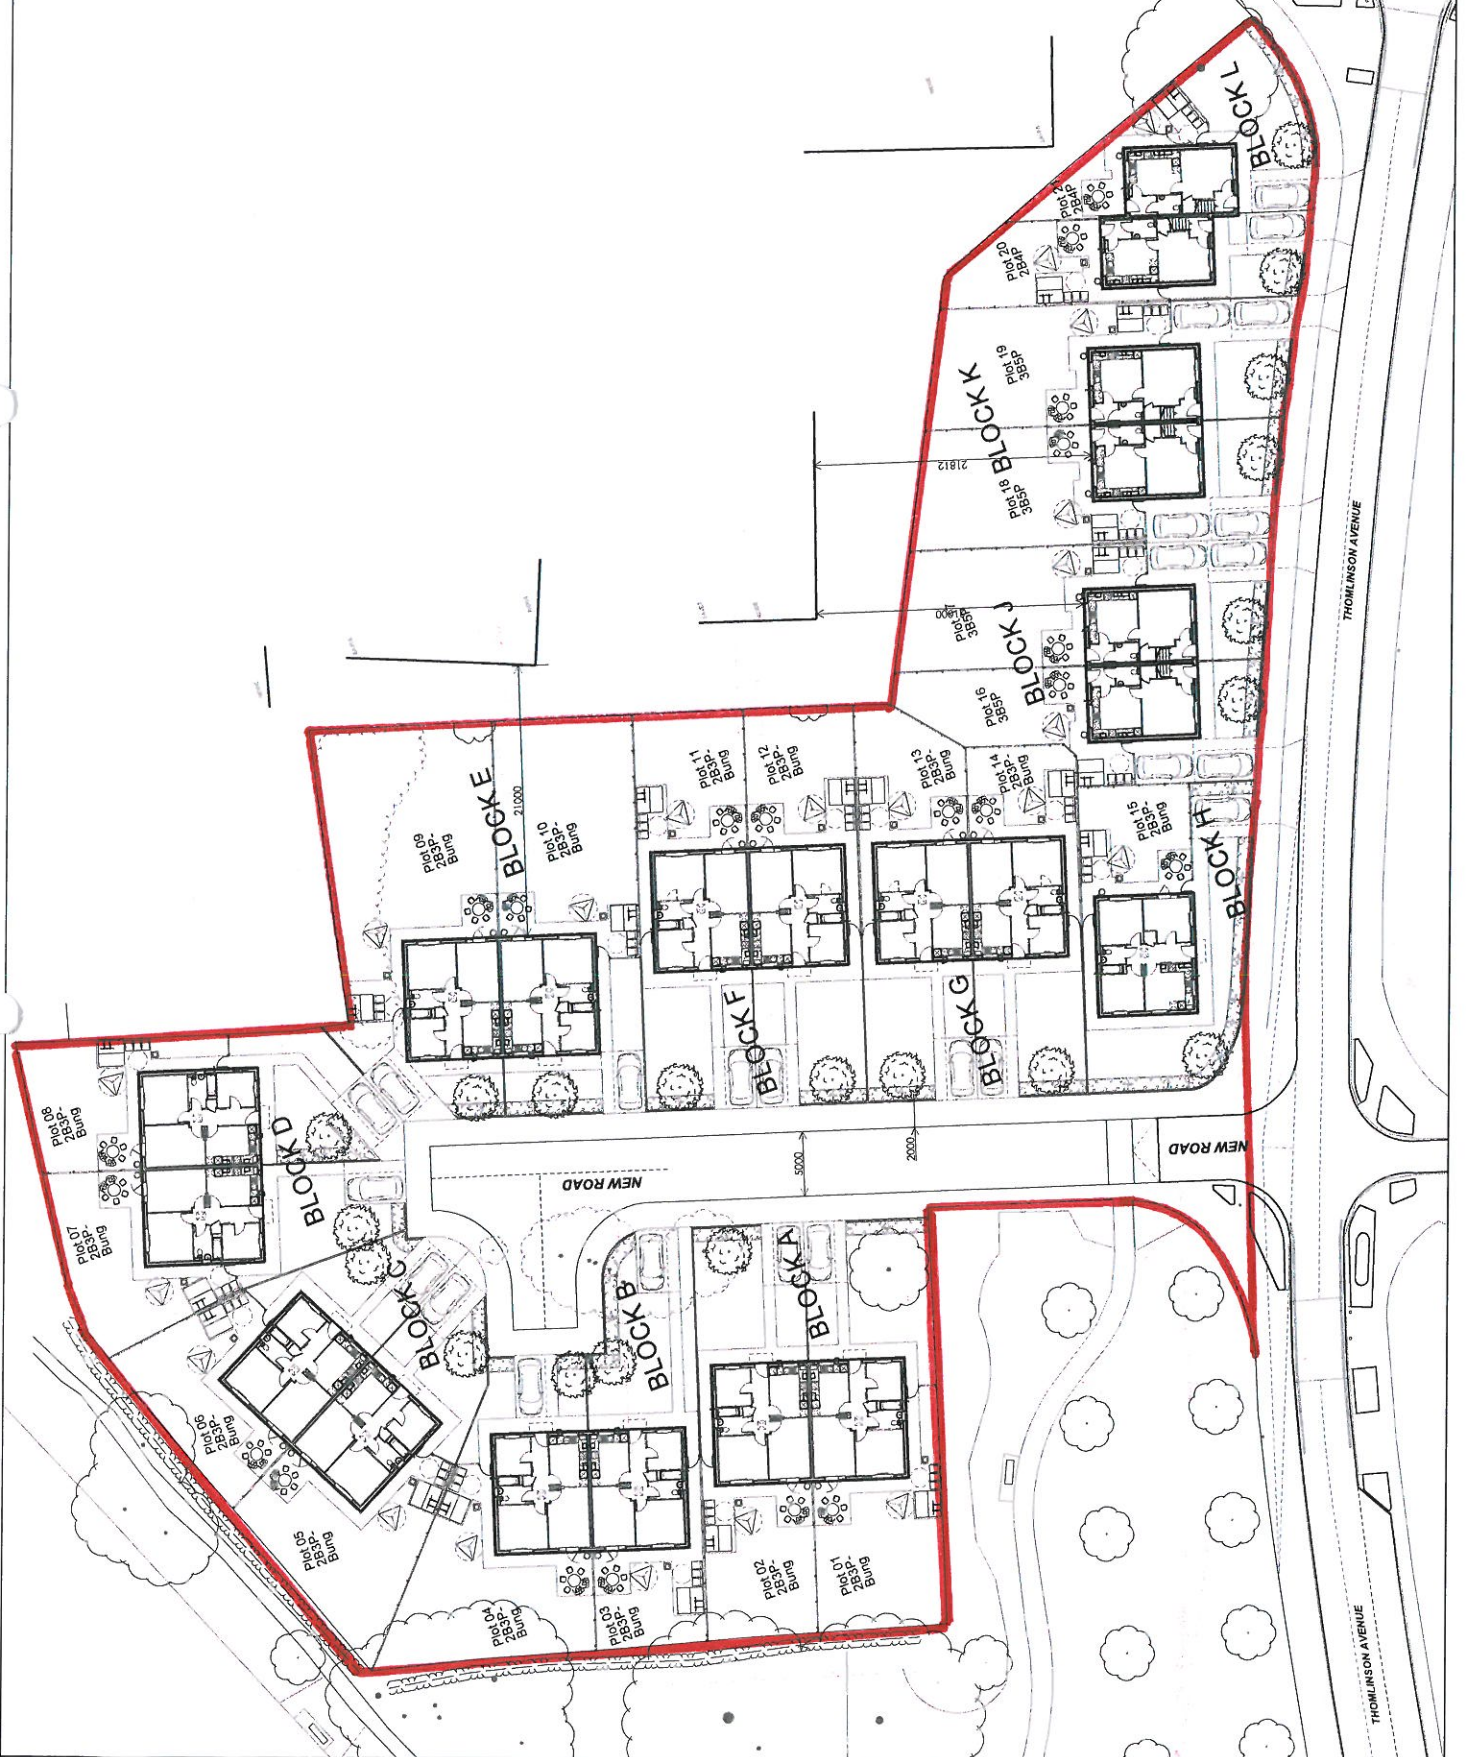 BLOCK L
Plot 21
2B4P
Plot 20
2B4P
Plot 19
3B5P
BLOCK K
21812
Plot 18
3B5P
THOMLINSON AVENUE
3B5P
BLOCK J
Plot 16
3B5P
BLOCK E
21000
Plot 09
2B3P-
Bung
Plot 10
2B3P-
Bung
Plot 11
2B3P-
Bung
Plot 12
2B3P-
Bung
Plot 13
2B3P-
Bung
Plot 14
2B3P-
Bung
Plot 15
2B3P-
Bung
BLOCK H
BLOCK F
BLOCK G
Plot 08
2B3P-
Bung
BLOCK D
Plot 07
2B3P-
Bung
NEW ROAD
5000
2000
NEW ROAD
BLOCK G
BLOCK B
BLOCK A
Plot 06
2B3P-
Bung
Plot 05
2B3P-
Bung
Plot 04
2B3P-
Bung
Plot 03
2B3P-
Bung
Plot 02
2B3P-
Bung
Plot 01
2B3P-
Bung
THOMLINSON AVENUE